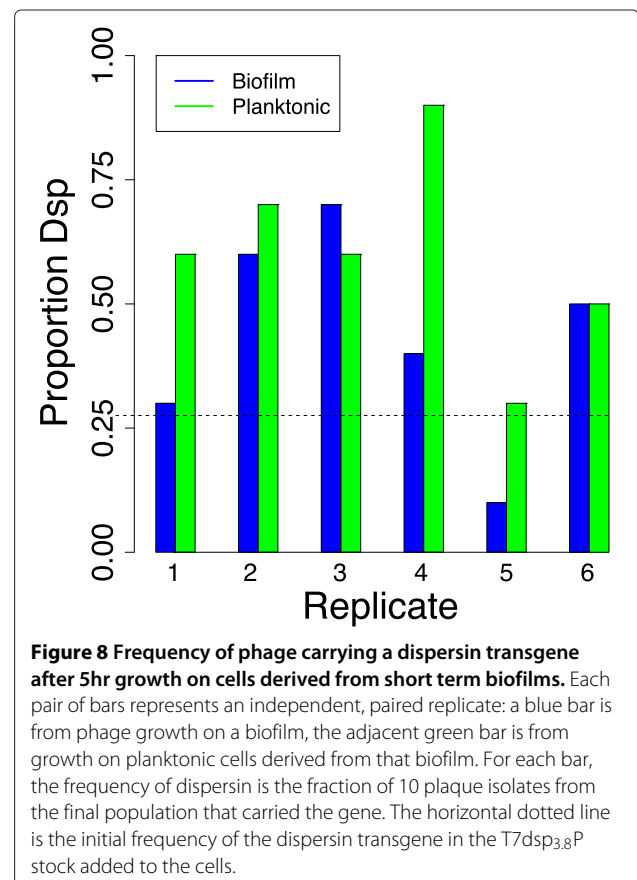 Biofilm
Planktonic
Proportion Dsp
1.00
0.75
0.50
0.25
0.00
1 2 3 4 5 6
Replicate
Figure 8 Frequency of phage carrying a dispersin transgene
after 5hr growth on cells derived from short term biofilms. Each
pair of bars represents an independent, paired replicate: a blue bar is
from phage growth on a biofilm, the adjacent green bar is from
growth on planktonic cells derived from that biofilm. For each bar,
the frequency of dispersin is the fraction of 10 plaque isolates from
the final population that carried the gene. The horizontal dotted line
is the initial frequency of the dispersin transgene in the T7dsp3.8P
stock added to the cells.